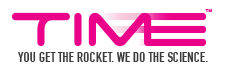 TIME™
YOU GET THE ROCKET. WE DO THE SCIENCE.